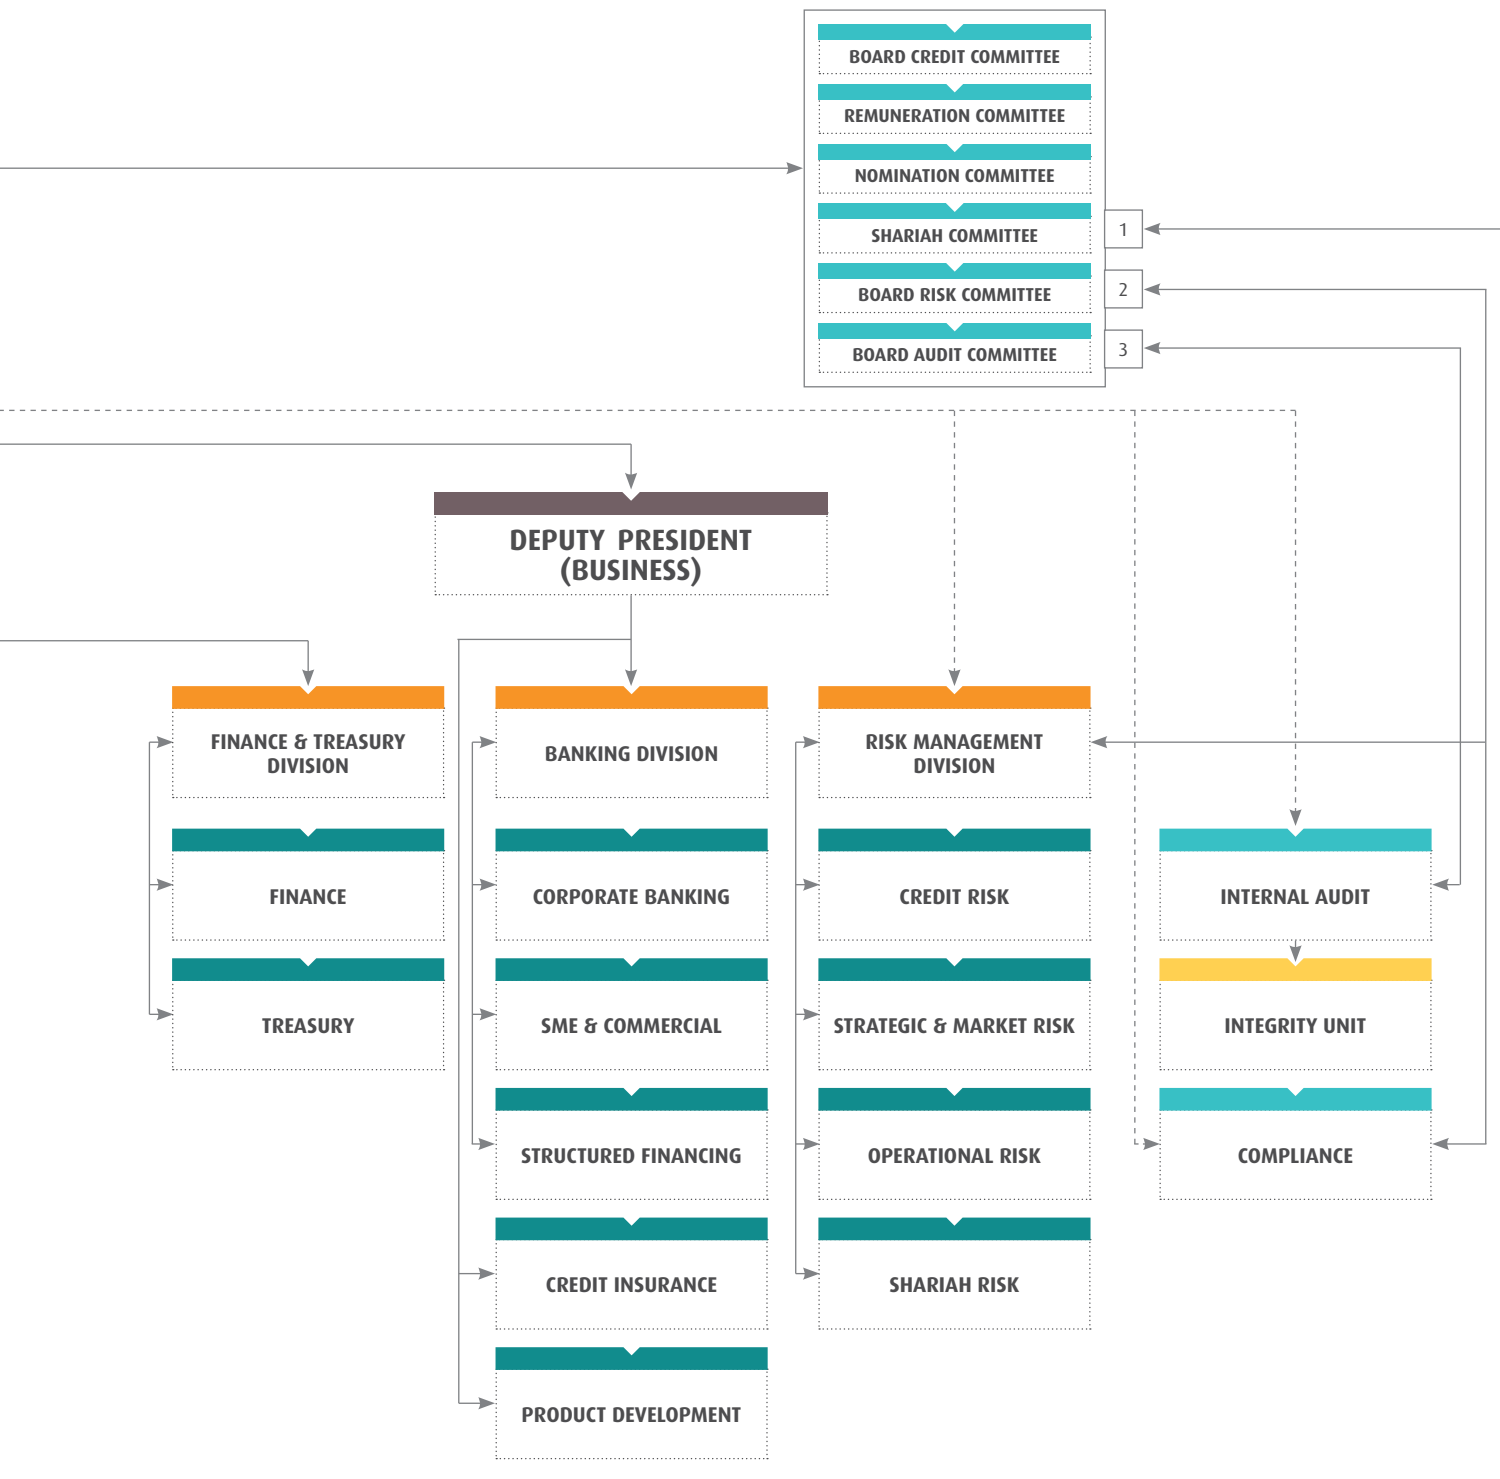 BOARD CREDIT COMMITTEE
REMUNERATION COMMITTEE
NOMINATION COMMITTEE
SHARIAH COMMITTEE
1
BOARD RISK COMMITTEE
2
BOARD AUDIT COMMITTEE
3
DEPUTY PRESIDENT
(BUSINESS)
FINANCE & TREASURY
DIVISION
FINANCE
TREASURY
BANKING DIVISION
CORPORATE BANKING
SME & COMMERCIAL
STRUCTURED FINANCING
CREDIT INSURANCE
PRODUCT DEVELOPMENT
RISK MANAGEMENT
DIVISION
CREDIT RISK
STRATEGIC & MARKET RISK
OPERATIONAL RISK
SHARIAH RISK
INTERNAL AUDIT
INTEGRITY UNIT
COMPLIANCE